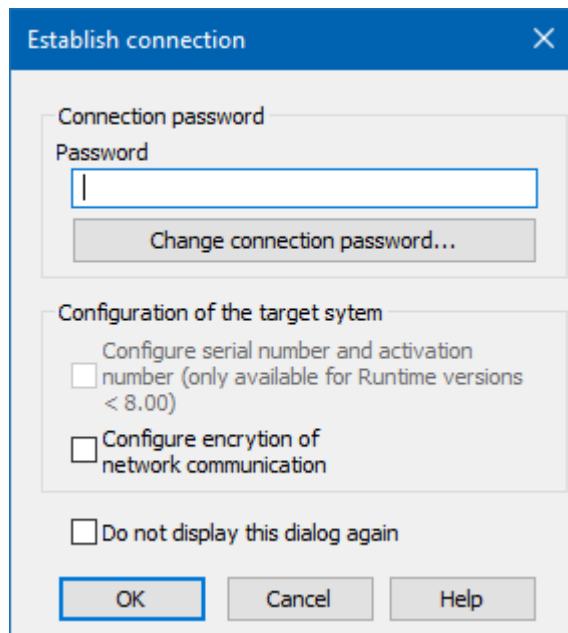 Establish connection
Connection password
Password
Change connection password...
Configuration of the target sytem
Configure serial number and activation
number (only available for Runtime versions
< 8.00)
Configure encrytion of
network communication
Do not display this dialog again
OK
Cancel
Help